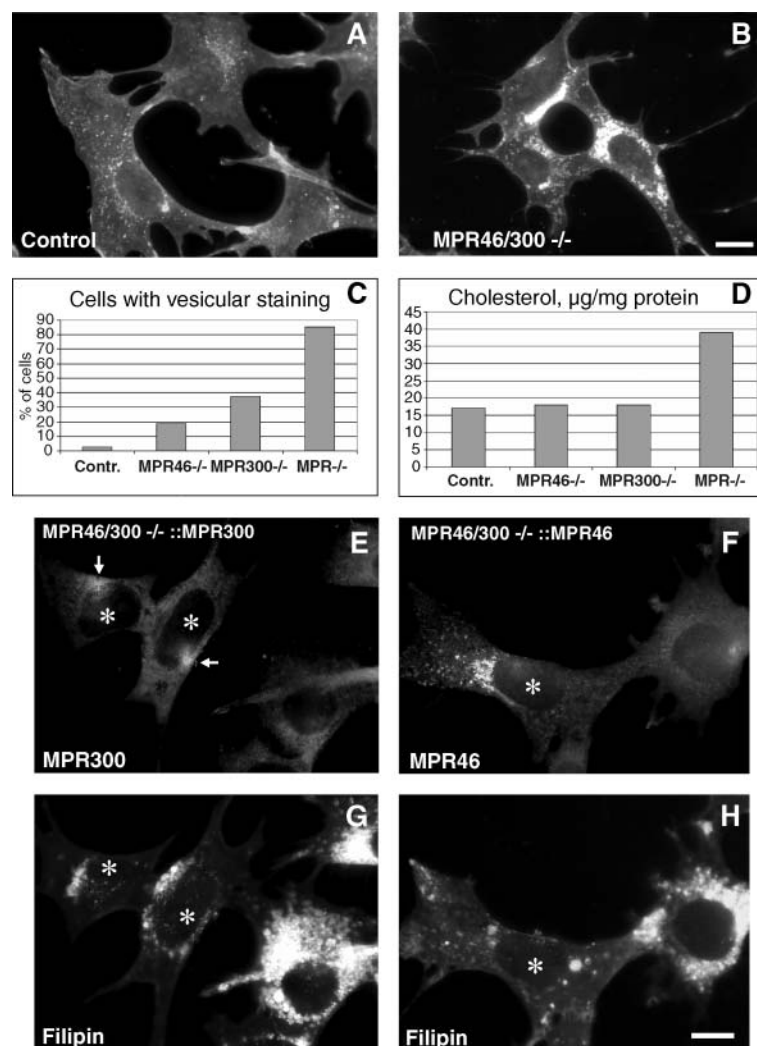 A
Control
B
MPR46/300 -/-
Cells with vesicular staining
C
% of cells
90
80
70
60
50
40
30
20
10
0
Contr.
MPR46-/-
MPR300-/-
MPR-/-
Cholesterol, µg/mg protein
D
45
40
35
30
25
20
15
10
5
0
Contr.
MPR46-/-
MPR300-/-
MPR-/-
MPR46/300 -/- ::MPR300
E
*
*
MPR300
MPR46/300 -/- ::MPR46
F
*
MPR46
G
*
*
Filipin
H
*
Filipin